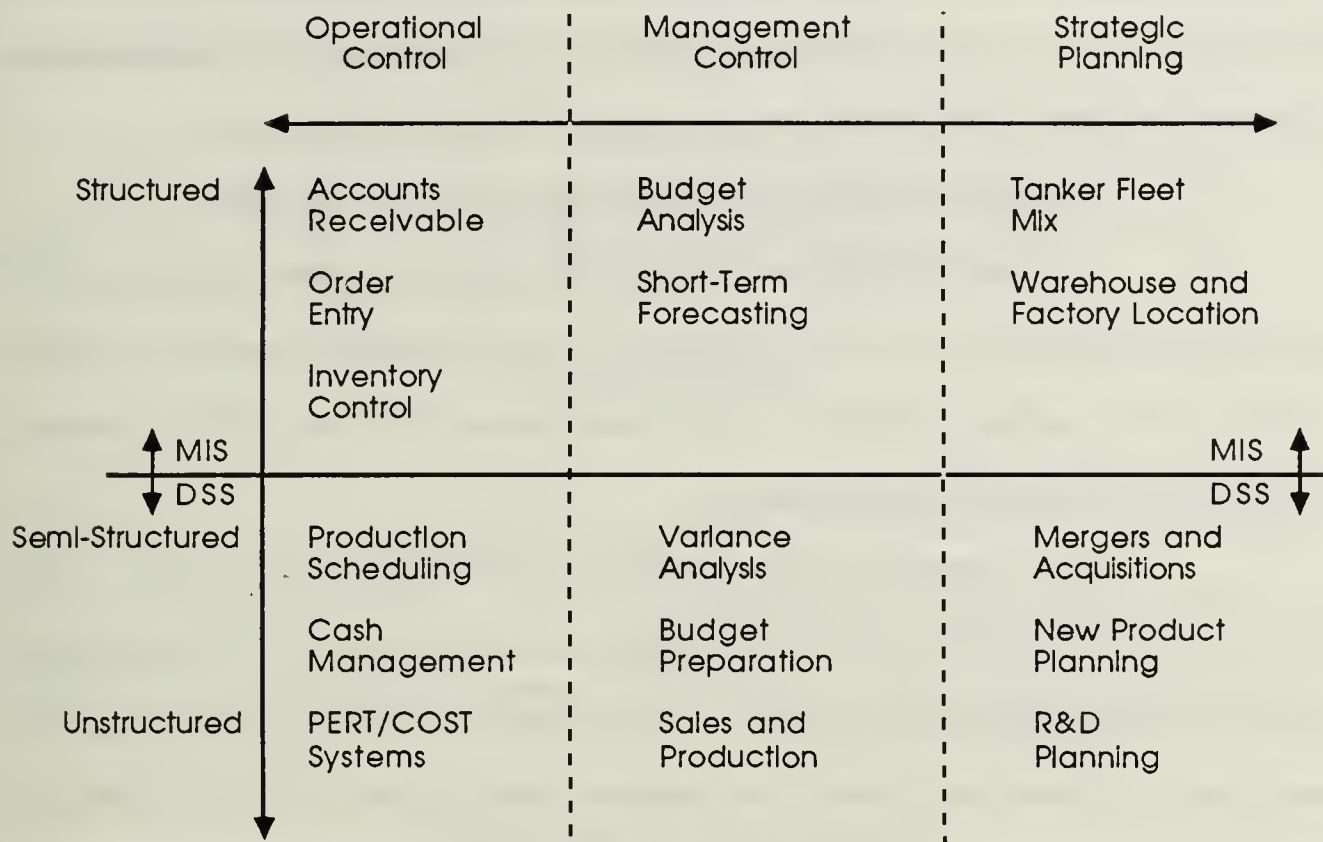 Operational
Control
Management
Control
Strategic
Planning
Structured
Accounts
Receivable
Budget
Analysis
Tanker Fleet
Mix
Order
Entry
Short-Term
Forecasting
Warehouse and
Factory Location
Inventory
Control
MIS
MIS
DSS
DSS
Semi-Structured
Production
Scheduling
Variance
Analysis
Mergers and
Acquisitions
Cash
Management
Budget
Preparation
New Product
Planning
Unstructured
PERT/COST
Systems
Sales and
Production
R&D
Planning